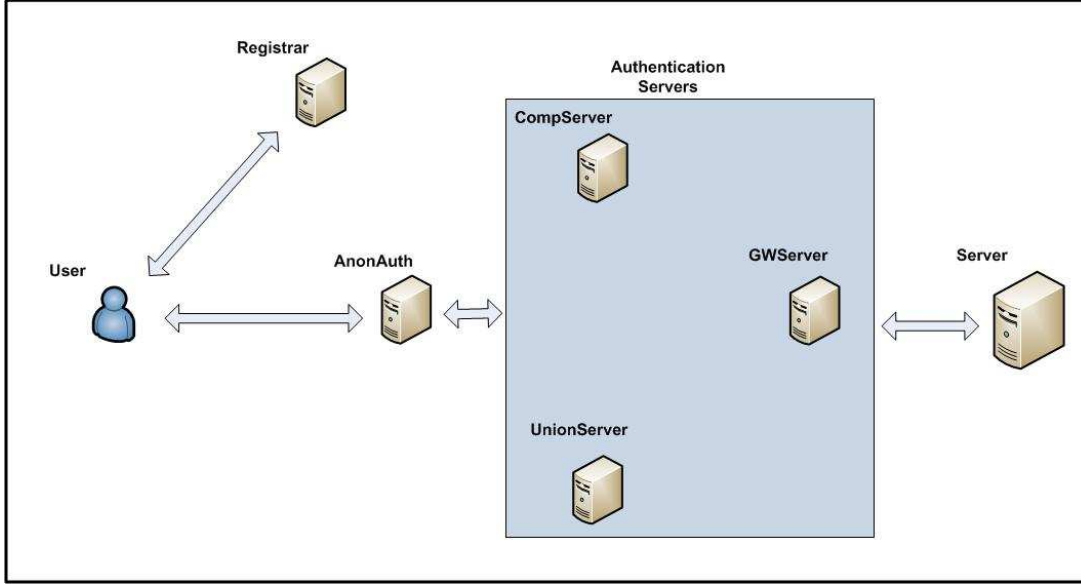 Registrar
Authentication
Servers
CompServer
User
AnonAuth
GWServer
Server
UnionServer